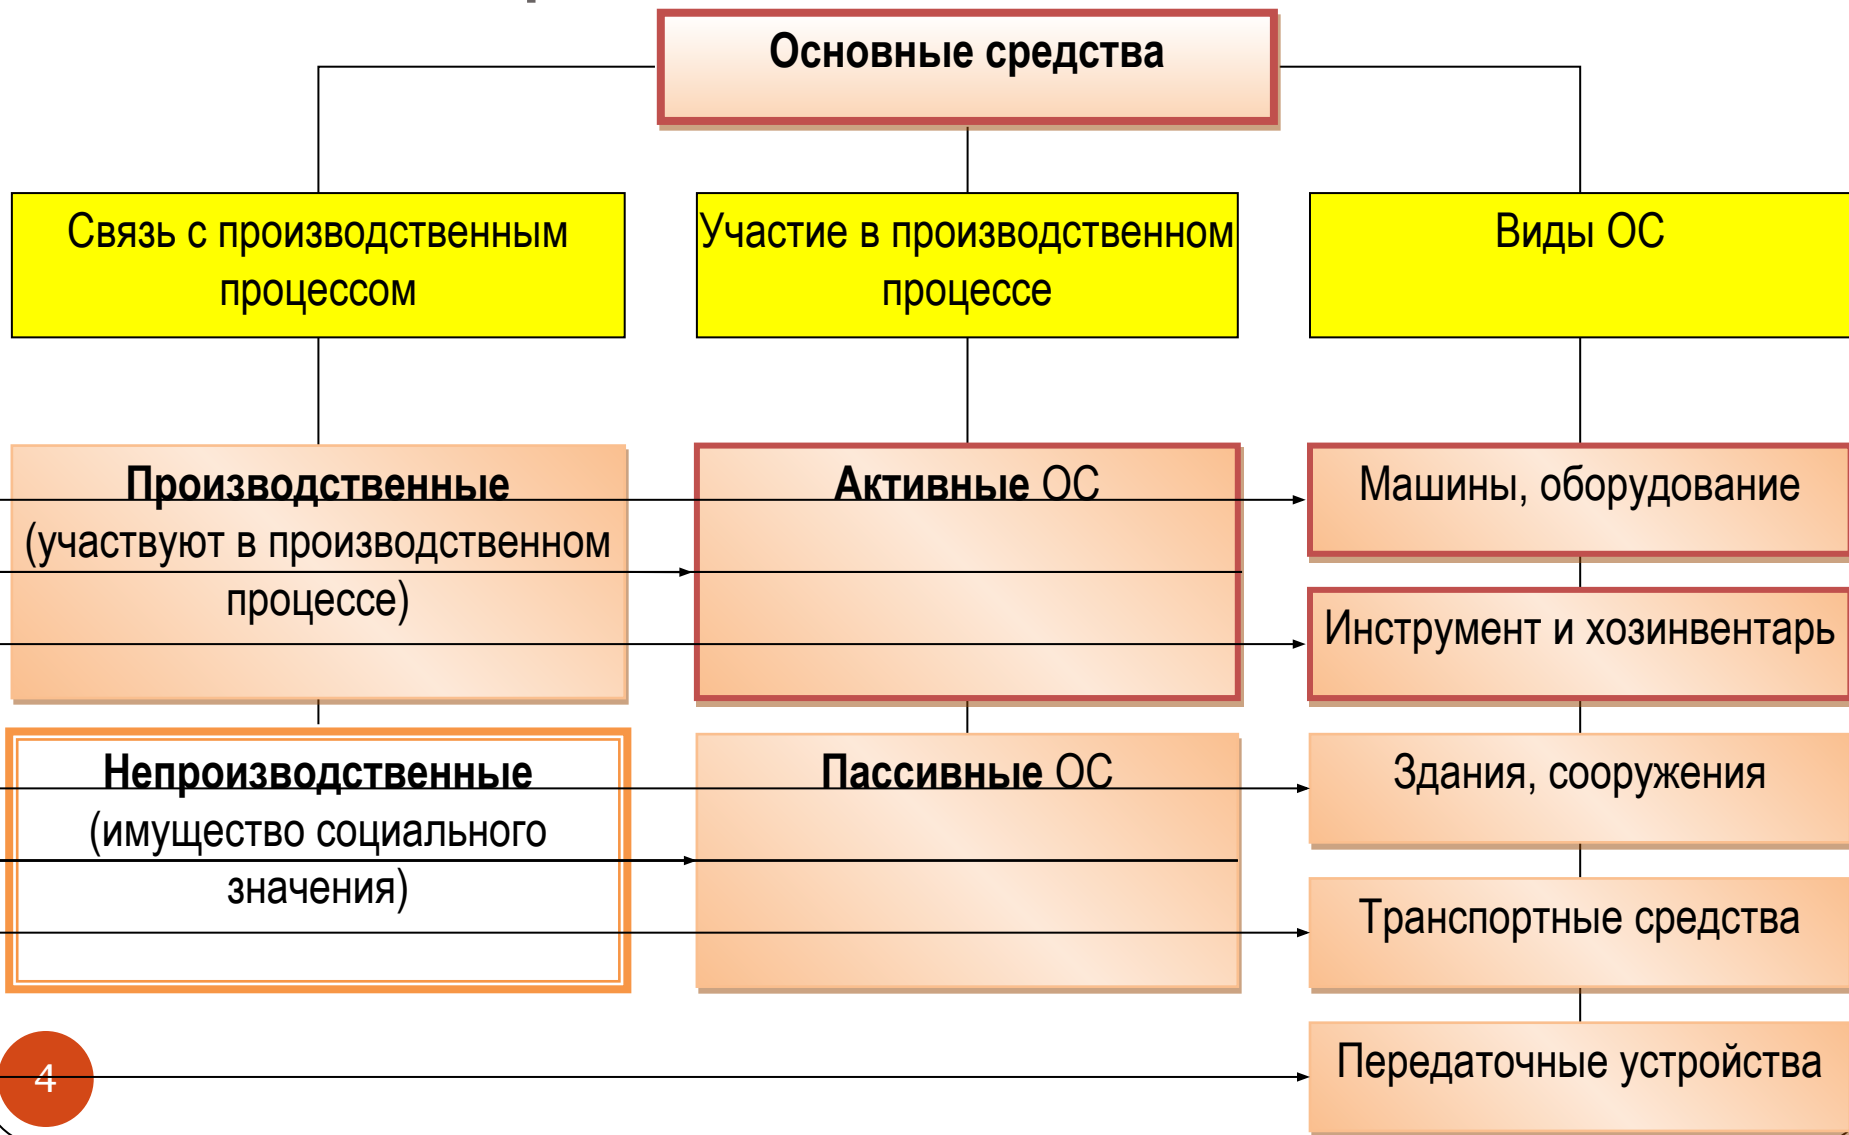 Основные средства
Связь с производственным
процессом
Участие в производственном
процессе
Виды ОС
Производственные
(участвуют в производственном
процессе)
Активные ОС
Машины, оборудование
Инструмент и хозинвентарь
Непроизводственные
(имущество социального
значения)
Пассивные ОС
Здания, сооружения
Транспортные средства
Передаточные устройства
4